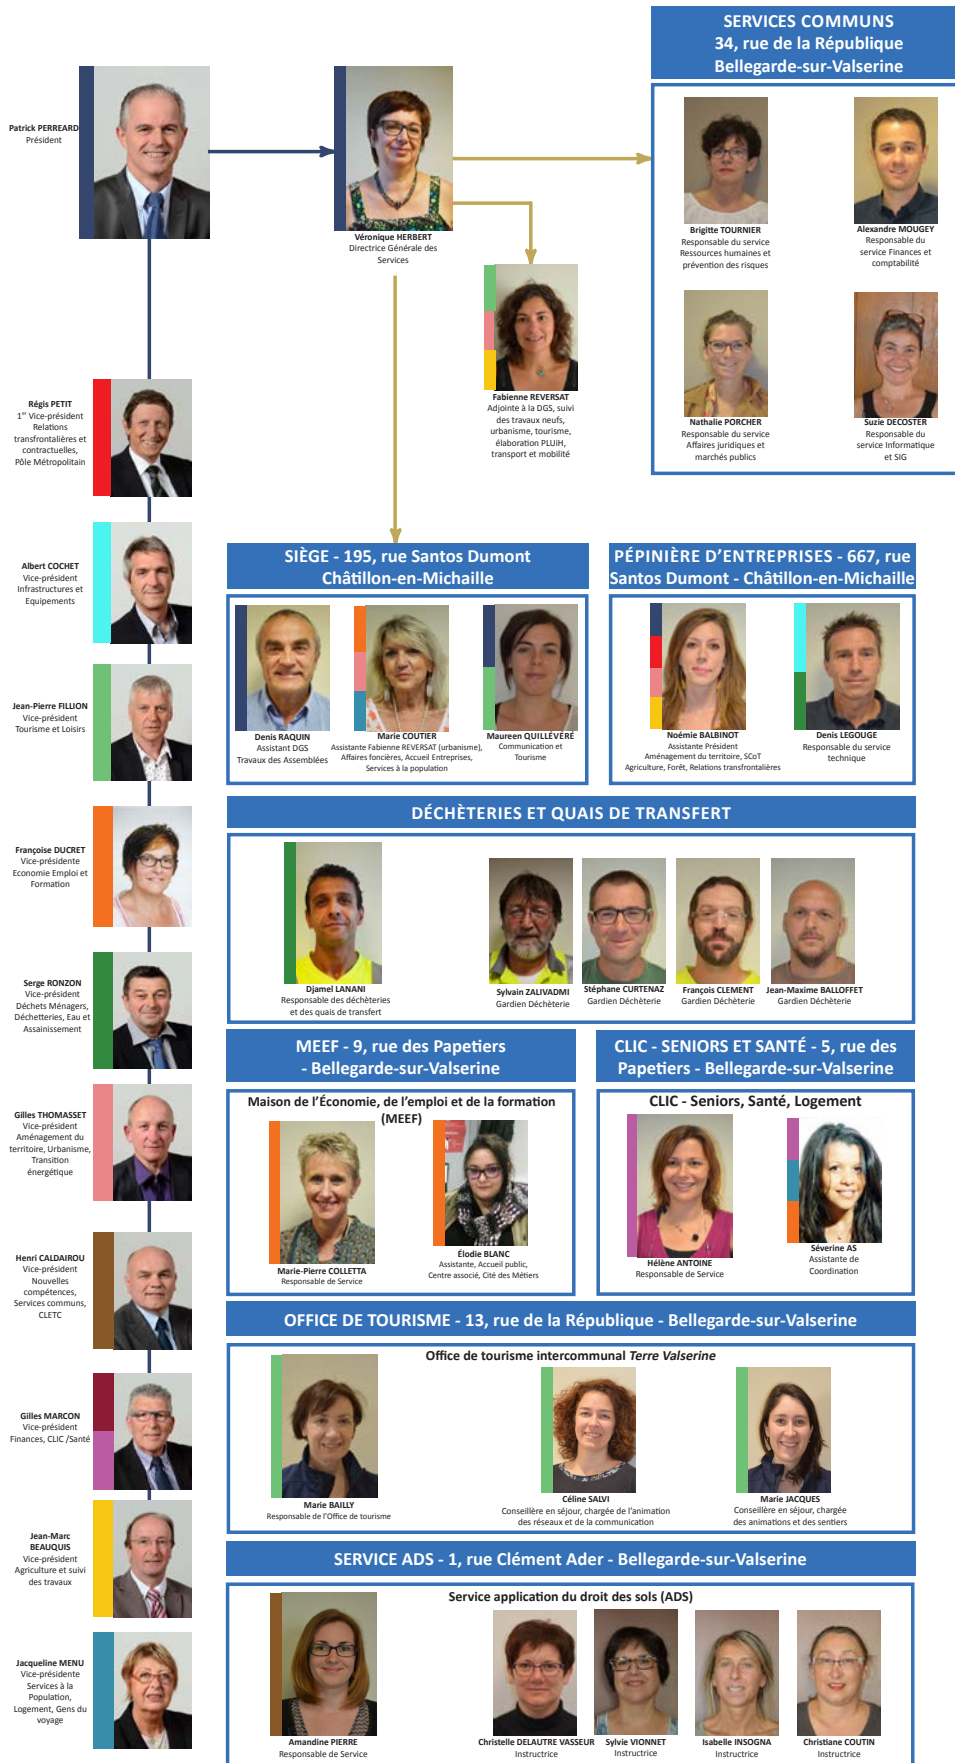 SERVICES COMMUNS
34, rue de la République
Bellegarde-sur-Valserine
Patrick PERREARD
Président
Véronique HERBERT
Directrice Générale des
Services
Brigitte TOURNIER
Responsable du service
Ressources humaines et
prévention des risques
Alexandre MOUGEY
Responsable du
service Finances et
comptabilité
Fabienne REVERSAT
Adjointe à la DGS, suivi
des travaux neufs,
urbanisme, tourisme,
élaboration PLUiH,
transport et mobilité
Nathalie PORCHER
Responsable du service
Affaires juridiques et
marchés publics
Suzie DECOSTER
Responsable du
service Informatique
et SIG
Régis PETIT
1er Vice-président
Relations
transfrontalières et
contractuelles,
Pôle Métropolitain
Albert COCHET
Vice-président
Infrastructures et
Equipements
Jean-Pierre FILLION
Vice-président
Tourisme et Loisirs
Françoise DUCRET
Vice-présidente
Economie Emploi et
Formation
Serge RONZON
Vice-président
Déchets Ménagers,
Déchetteries, Eau et
Assainissement
Gilles THOMASSET
Vice-président
Aménagement du
territoire, Urbanisme,
Transition
énergétique
Henri CALDAIROU
Vice-président
Nouvelles
compétences,
Services communs,
CLETC
Gilles MARCON
Vice-président
Finances, CLIC /Santé
Jean-Marc
BEAUQUIS
Vice-président
Agriculture et suivi
des travaux
Jacqueline MENU
Vice-présidente
Services à la
Population,
Logement, Gens du
voyage
SIÈGE - 195, rue Santos Dumont
Châtillon-en-Michaille
Denis RAQUIN
Assistant DGS
Travaux des Assemblées
Marie COUTIER
Assistante Fabienne REVERSAT (urbanisme),
Affaires foncières, Accueil Entreprises,
Services à la population
Maureen QUILLÉVÉRÉ
Communication et
Tourisme
PÉPINIÈRE D'ENTREPRISES - 667, rue
Santos Dumont - Châtillon-en-Michaille
Noémie BALBINOT
Assistante Président
Aménagement du territoire, SCoT
Agriculture, Forêt, Relations transfrontalières
Denis LEGOUGE
Responsable du service
technique
DÉCHÈTERIES ET QUAIS DE TRANSFERT
Djamel LANANI
Responsable des déchèteries
et des quais de transfert
Sylvain ZALIVADMI
Gardien Déchèterie
Stéphane CURTENAZ
Gardien Déchèterie
François CLEMENT
Gardien Déchèterie
Jean-Maxime BALLOFFET
Gardien Déchèterie
MEEF - 9, rue des Papetiers
- Bellegarde-sur-Valserine
Maison de l'Économie, de l'emploi et de la formation
(MEEF)
Marie-Pierre COLLETTA
Responsable de Service
Élodie BLANC
Assistante, Accueil public,
Centre associé, Cité des Métiers
CLIC - SENIORS ET SANTÉ - 5, rue des
Papetiers - Bellegarde-sur-Valserine
CLIC - Seniors, Santé, Logement
Hélène ANTOINE
Responsable de Service
Séverine AS
Assistante de
Coordination
OFFICE DE TOURISME - 13, rue de la République - Bellegarde-sur-Valserine
Office de tourisme intercommunal Terre Valserine
Marie BAILLY
Responsable de l'Office de tourisme
Céline SALVI
Conseillère en séjour, chargée de l'animation
des réseaux et de la communication
Marie JACQUES
Conseillère en séjour, chargée
des animations et des sentiers
SERVICE ADS - 1, rue Clément Ader - Bellegarde-sur-Valserine
Service application du droit des sols (ADS)
Amandine PIERRE
Responsable de Service
Christelle DELAUTRE VASSEUR
Instructrice
Sylvie VIONNET
Instructrice
Isabelle INSOGNA
Instructrice
Christiane COUTIN
Instructrice